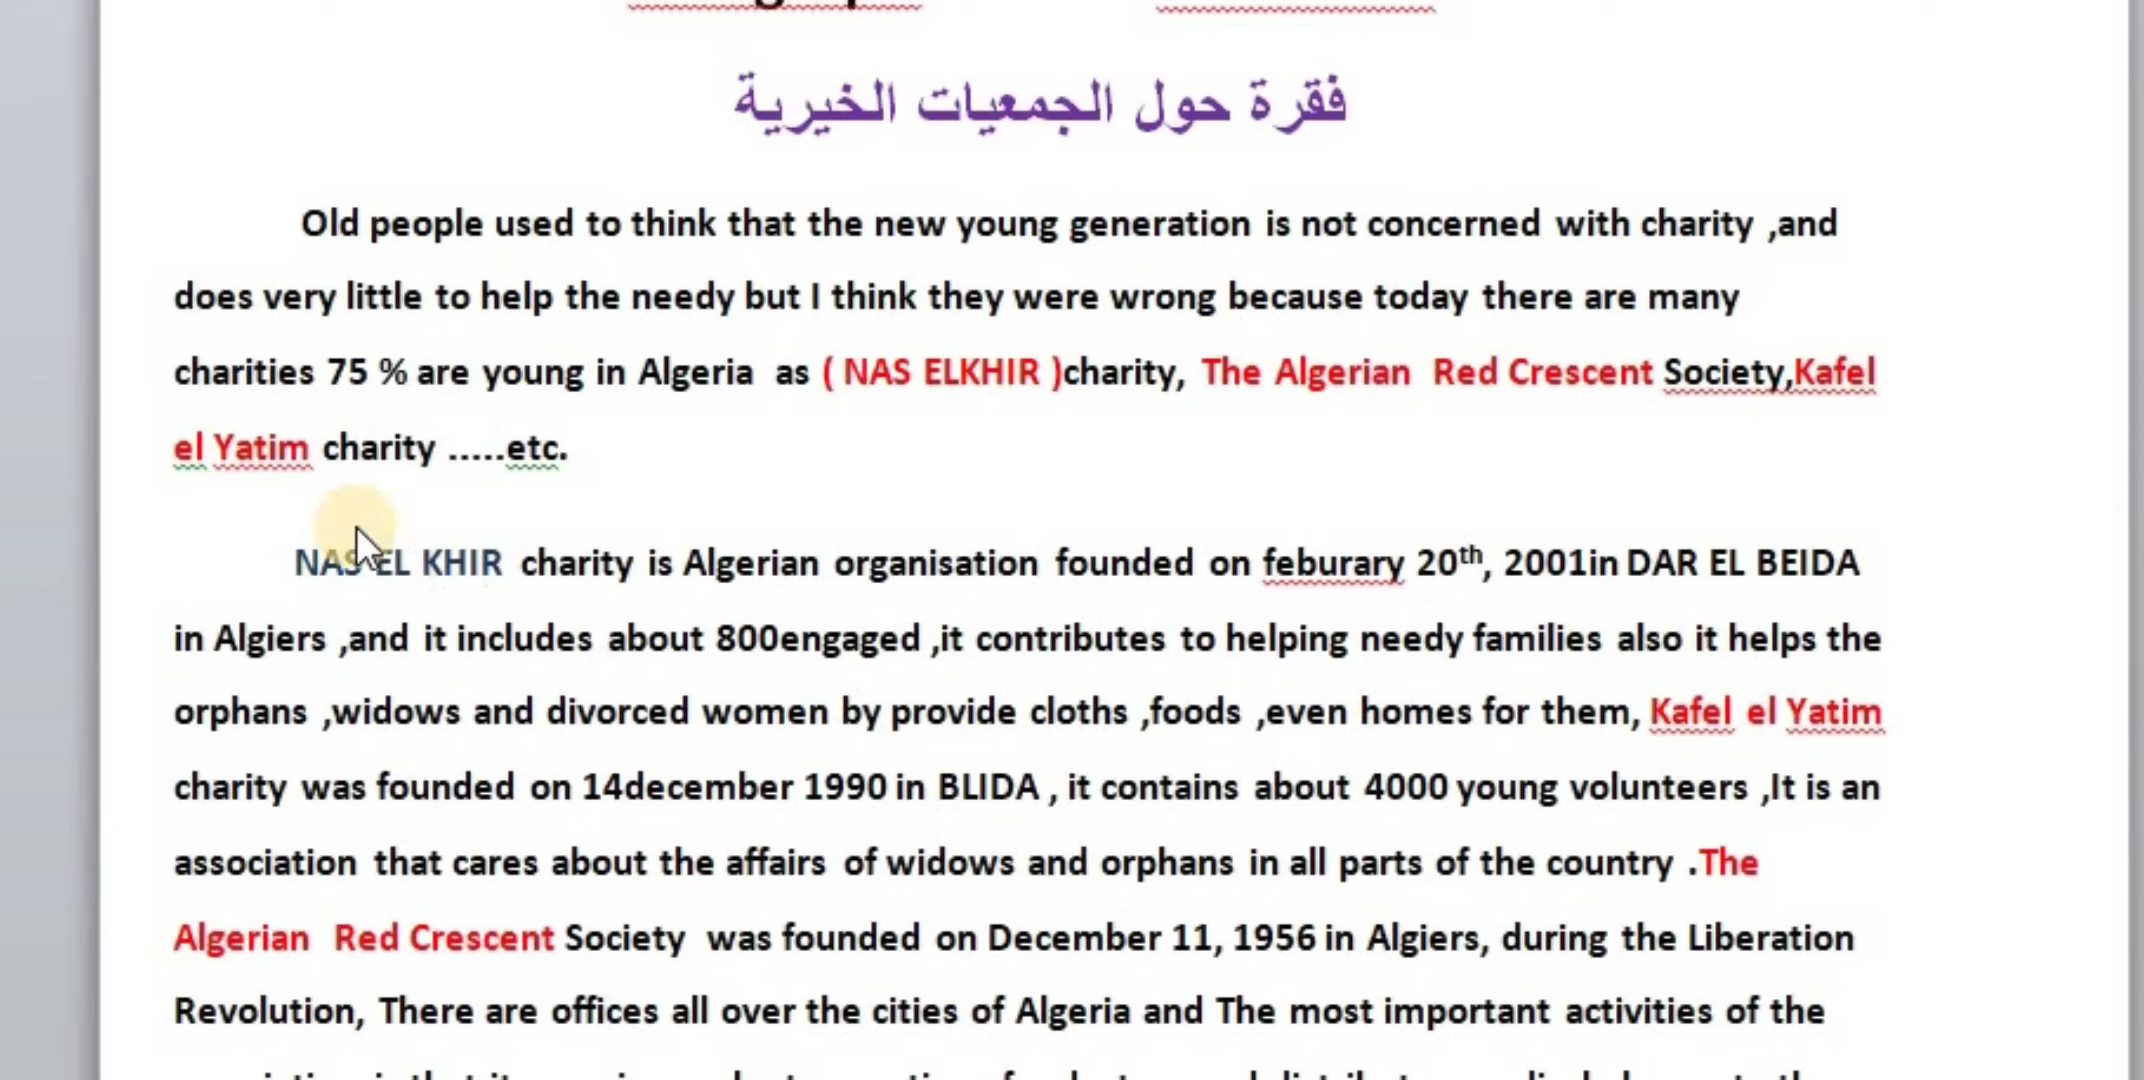 فقرة حول الجمعيات الخيرية
Old people used to think that the new young generation is not concerned with charity ,and
does very little to help the needy but I think they were wrong because today there are many
charities 75 % are young in Algeria as ( NAS ELKHIR )charity, The Algerian Red Crescent Society,Kafel
el Yatim charity .....etc.
NAS EL KHIR charity is Algerian organisation founded on feburary 20th, 2001in DAR EL BEIDA
in Algiers ,and it includes about 800engaged ,it contributes to helping needy families also it helps the
orphans ,widows and divorced women by provide cloths ,foods ,even homes for them, Kafel el Yatim
charity was founded on 14december 1990 in BLIDA , it contains about 4000 young volunteers ,It is an
association that cares about the affairs of widows and orphans in all parts of the country .The
Algerian Red Crescent Society was founded on December 11, 1956 in Algiers, during the Liberation
Revolution, There are offices all over the cities of Algeria and The most important activities of the